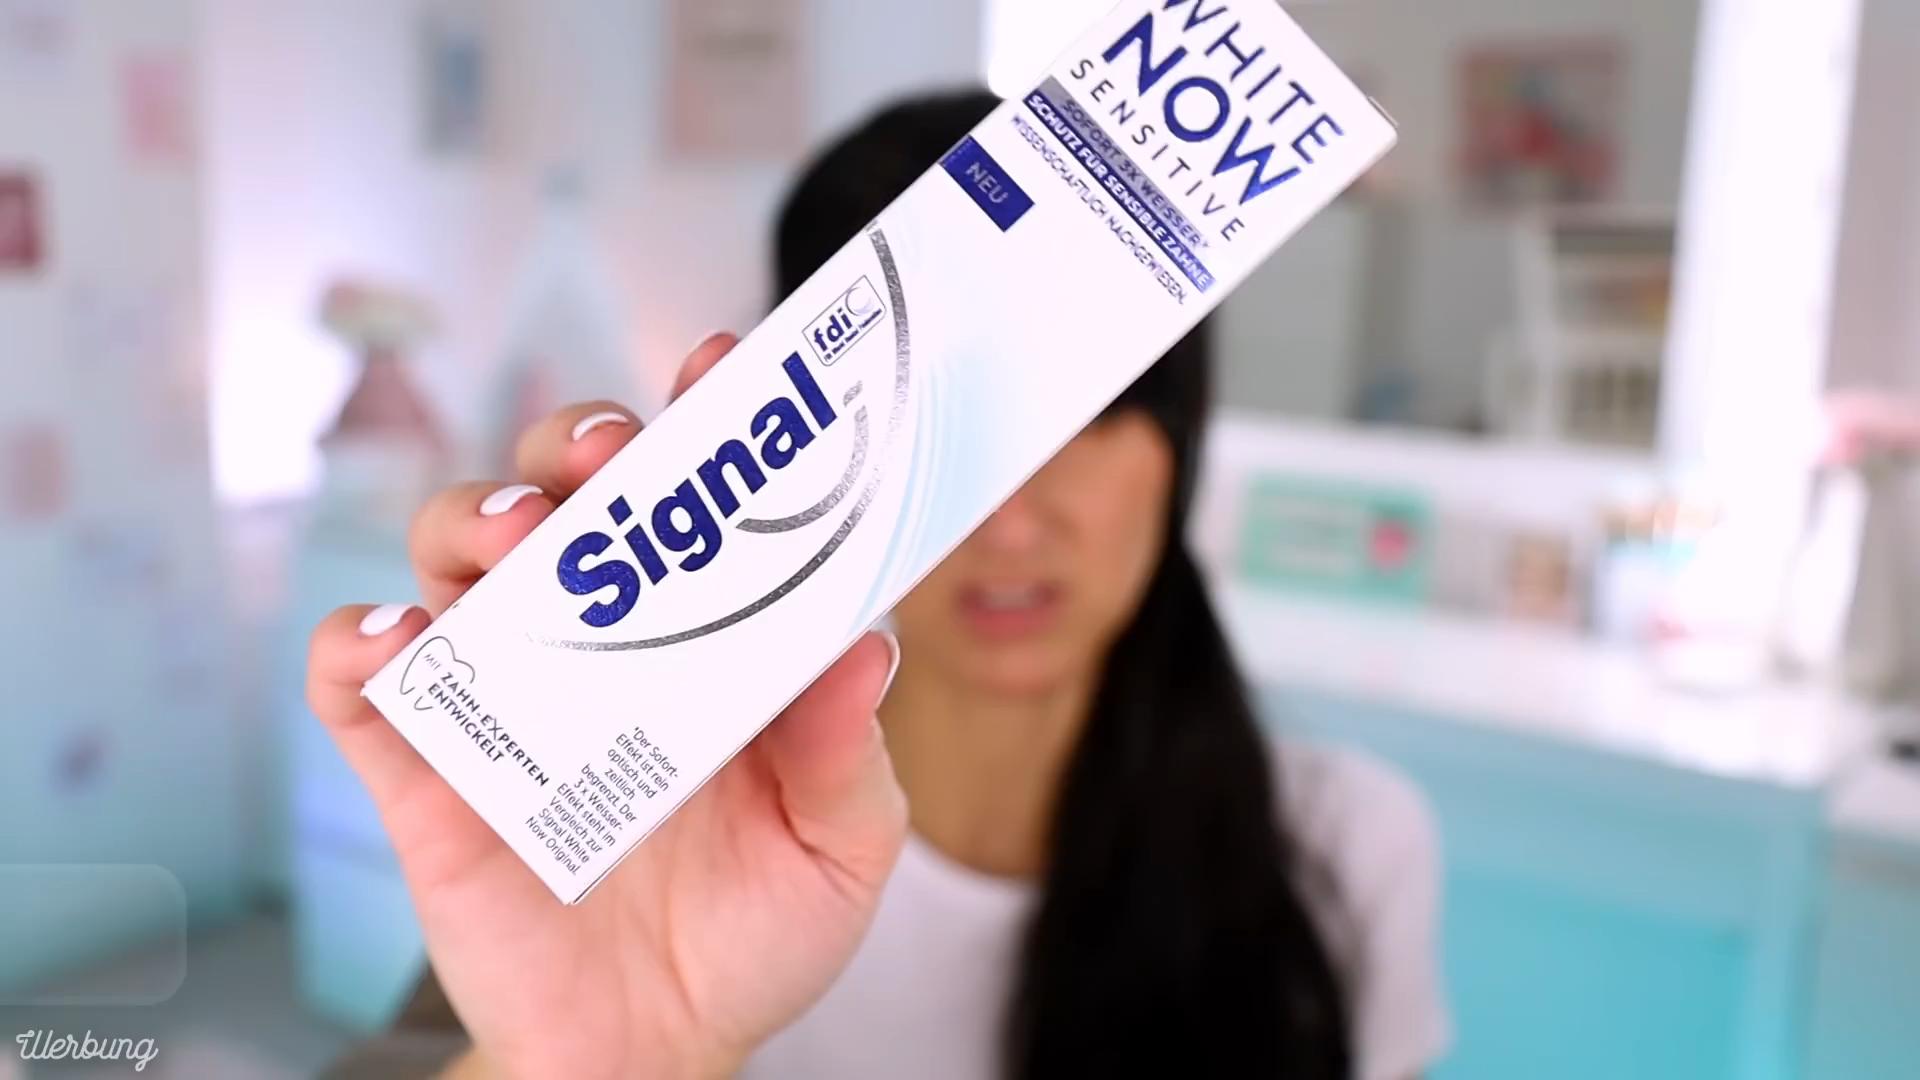 WHITE
NOW
SENSITIVE
SOFORT 3X WEISSER*
SCHUTZ FÜR SENSIBLE ZÄHNE
WISSENSCHAFTLICH NACHGEWIESEN.
NEU
fdi
Signal
MIT ZAHN-EXPERTEN
ENTWICKELT
*Der Sofort-
Effekt ist rein
optisch und
zeitlich
begrenzt. Der
3 x Weisser-
Effekt steht im
Vergleich zur
Signal White
Now Original.
Werbung